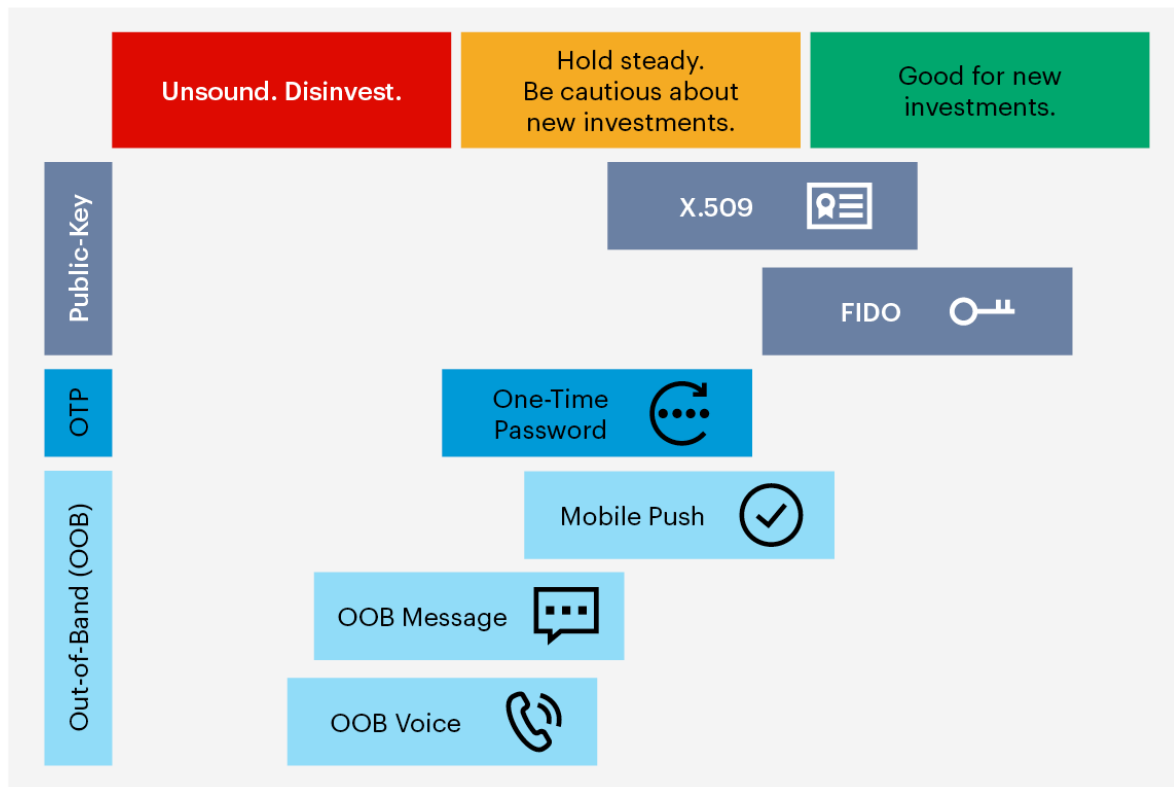 Unsound. Disinvest.
Hold steady.
Be cautious about
new investments.
Good for new
investments.
Public-Key
X.509
FIDO
OTP
One-Time
Password
Out-of-Band (OOB)
Mobile Push
OOB Message
OOB Voice